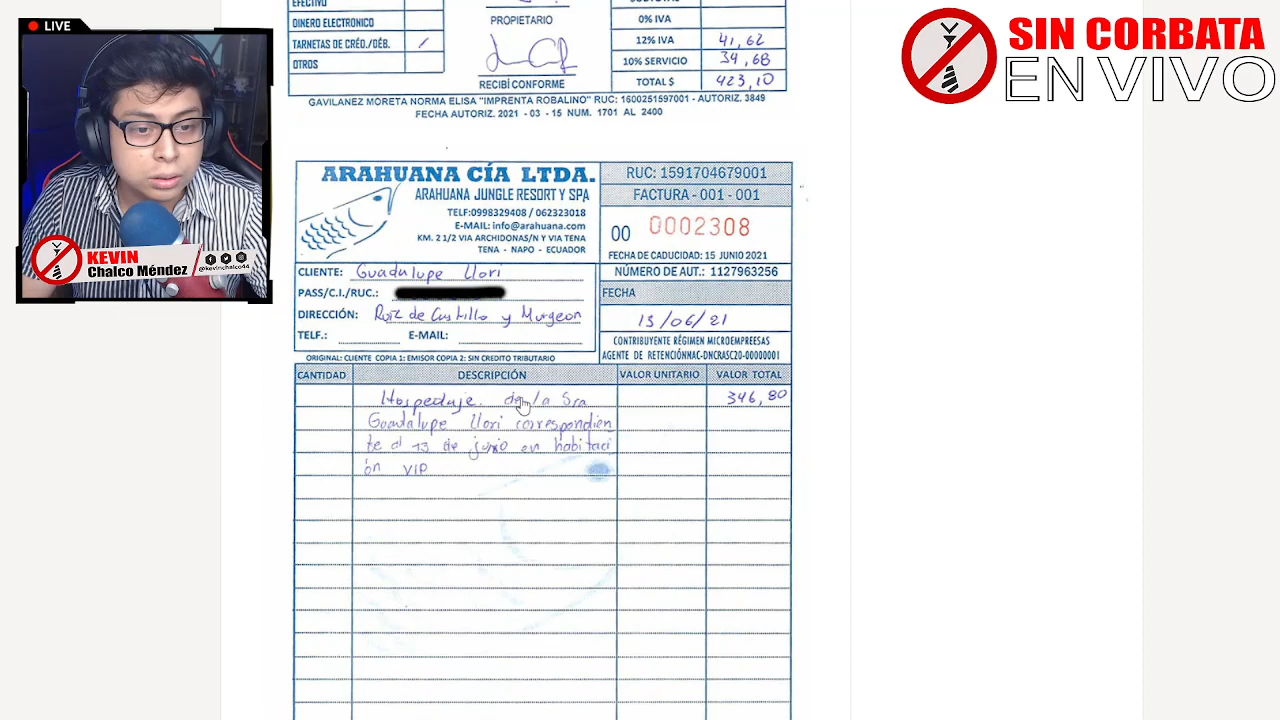 LIVE
SIN CORBATA
EN VIVO
KEVIN
Chalco Méndez
@kevinchalco44
EFECTIVO
DINERO ELECTRONICO
TARNETAS DE CRÉD./DÉB. /
OTROS
PROPIETARIO
RECIBÍ CONFORME
0% IVA
12% IVA 41,62
10% SERVICIO 34,68
TOTAL $ 423,10
GAVILANEZ MORETA NORMA ELISA "IMPRENTA ROBALINO" RUC: 1600251597001 - AUTORIZ. 3849
FECHA AUTORIZ. 2021 - 03 - 15 NUM. 1701 AL 2400
ARAHUANA CÍA LTDA.
ARAHUANA JUNGLE RESORT Y SPA
TELF:0998329408 / 062323018
E-MAIL: info@arahuana.com
KM. 2 1/2 VIA ARCHIDONAS/N Y VIA TENA
TENA - NAPO - ECUADOR
RUC: 1591704679001
FACTURA - 001 - 001
00 0002308
FECHA DE CADUCIDAD: 15 JUNIO 2021
NÚMERO DE AUT.: 1127963256
CLIENTE: Guadalupe Llori
PASS/C.I./RUC.:
DIRECCIÓN: Ruiz de Castillo y Murgeon
TELF.: E-MAIL:
FECHA
13/06/21
CONTRIBUYENTE RÉGIMEN MICROEMPREESAS
AGENTE DE RETENCIÓNNAC-DNCRASC20-00000001
ORIGINAL: CLIENTE COPIA 1: EMISOR COPIA 2: SIN CREDITO TRIBUTARIO
CANTIDAD DESCRIPCIÓN VALOR UNITARIO VALOR TOTAL
Hospedaje de la Sra 346,80
Guadalupe Llori correspondien
te al 13 de junio en habitaci
ón VIP